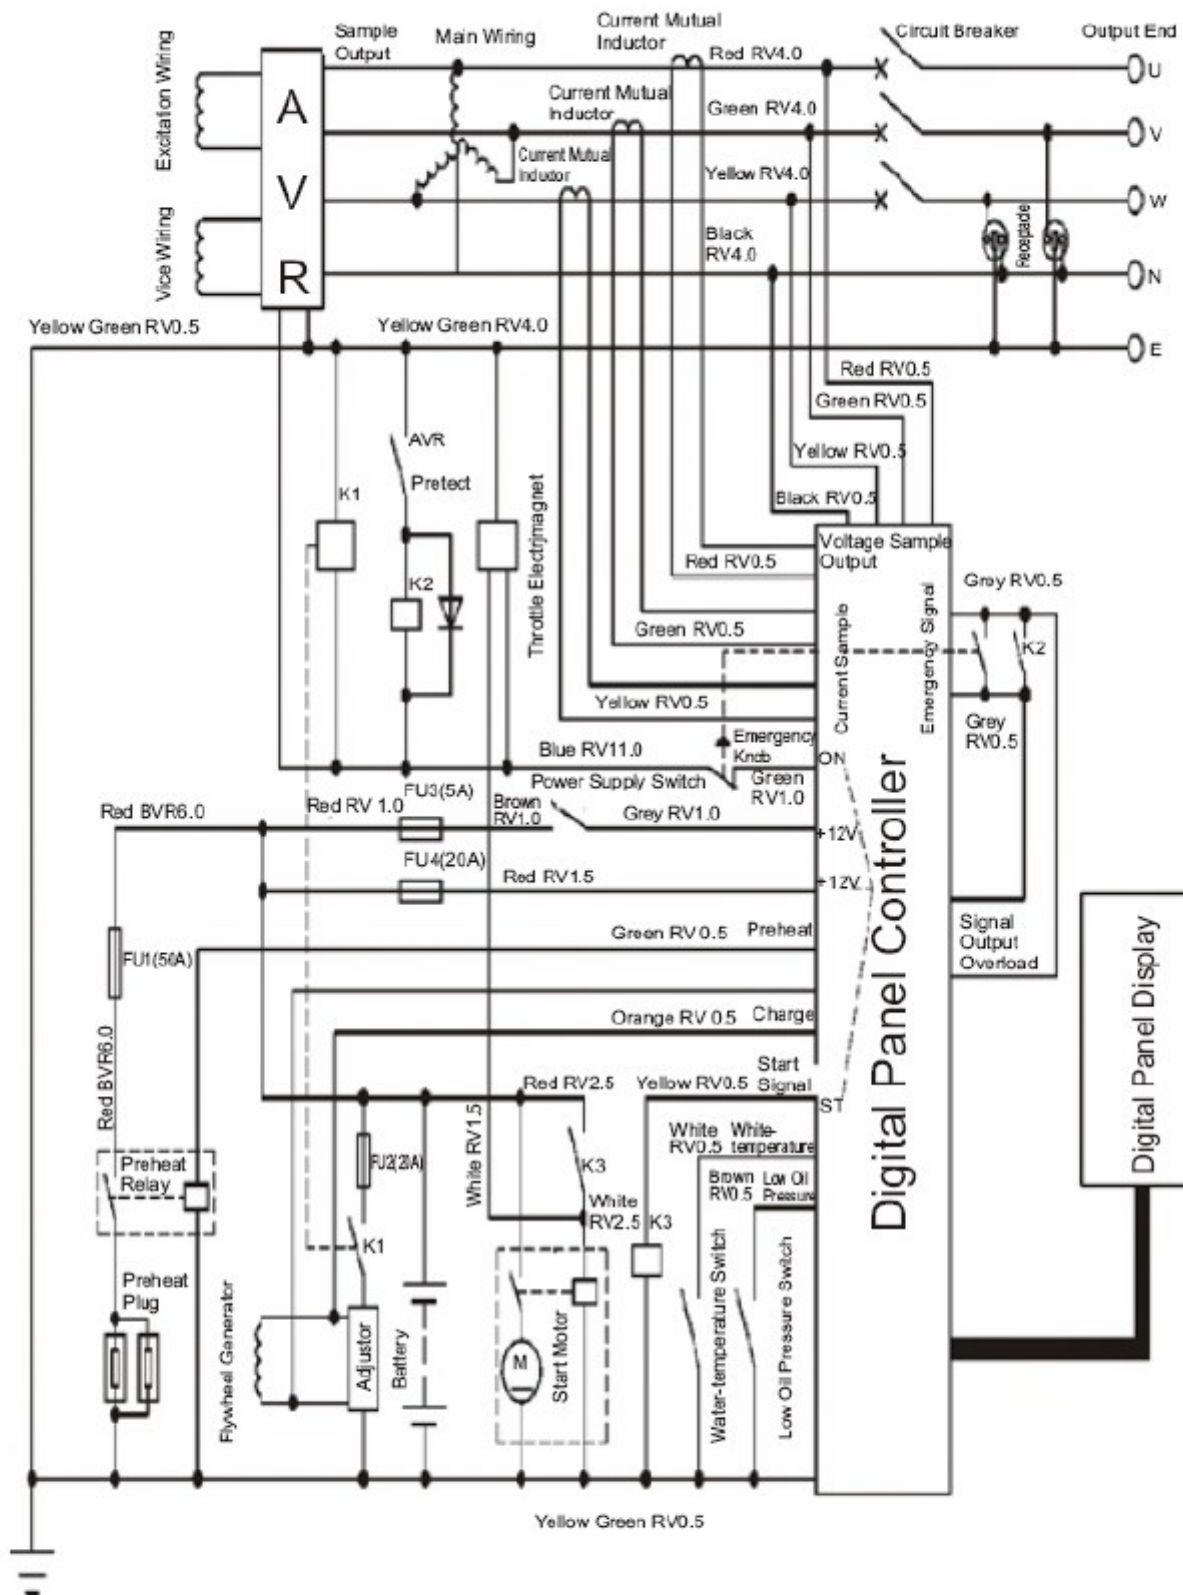 Sample
Output
Main Wiring
Current Mutual
Inductor
Red RV4.0
Circuit Breaker
Output End
U
Excitation Wiring
A
V
R
Current Mutual
Inductor
Green RV4.0
V
Current Mutual
Inductor
Yellow RV4.0
W
Vice Wiring
Black
RV4.0
Receptade
N
Yellow Green RV0.5
Yellow Green RV4.0
E
Red RV0.5
Green RV0.5
Yellow RV0.5
Black RV0.5
AVR
Pretect
K1
K2
Throttle Electrjmagnet
Voltage Sample
Output
Red RV0.5
Green RV0.5
Yellow RV0.5
Current Sample
Emergency Signal
Grey RV0.5
K2
Grey
RV0.5
Emergency
Knob
Blue RV11.0
ON
Green
RV1.0
Power Supply Switch
FU3(5A)
Red BVR6.0
Red RV 1.0
Brown
RV1.0
Grey RV1.0
+12V
FU4(20A)
Red RV1.5
+12V
Digital Panel Controller
Green RV 0.5
Preheat
Signal
Output
Overload
Digital Panel Display
FU1(50A)
Orange RV 0.5
Charge
Red BVR6.0
Start
Signal
Red RV2.5
Yellow RV0.5
ST
White
RV0.5
White-
temperature
Brown
RV0.5
Low Oil
Pressure
Preheat
Relay
FU2(20A)
White RV1.5
K3
White
RV2.5
K3
K1
Preheat
Plug
Flywheel Generator
Adjustor
Battery
M
Start Motor
Water-temperature Switch
Low Oil Pressure Switch
Yellow Green RV0.5